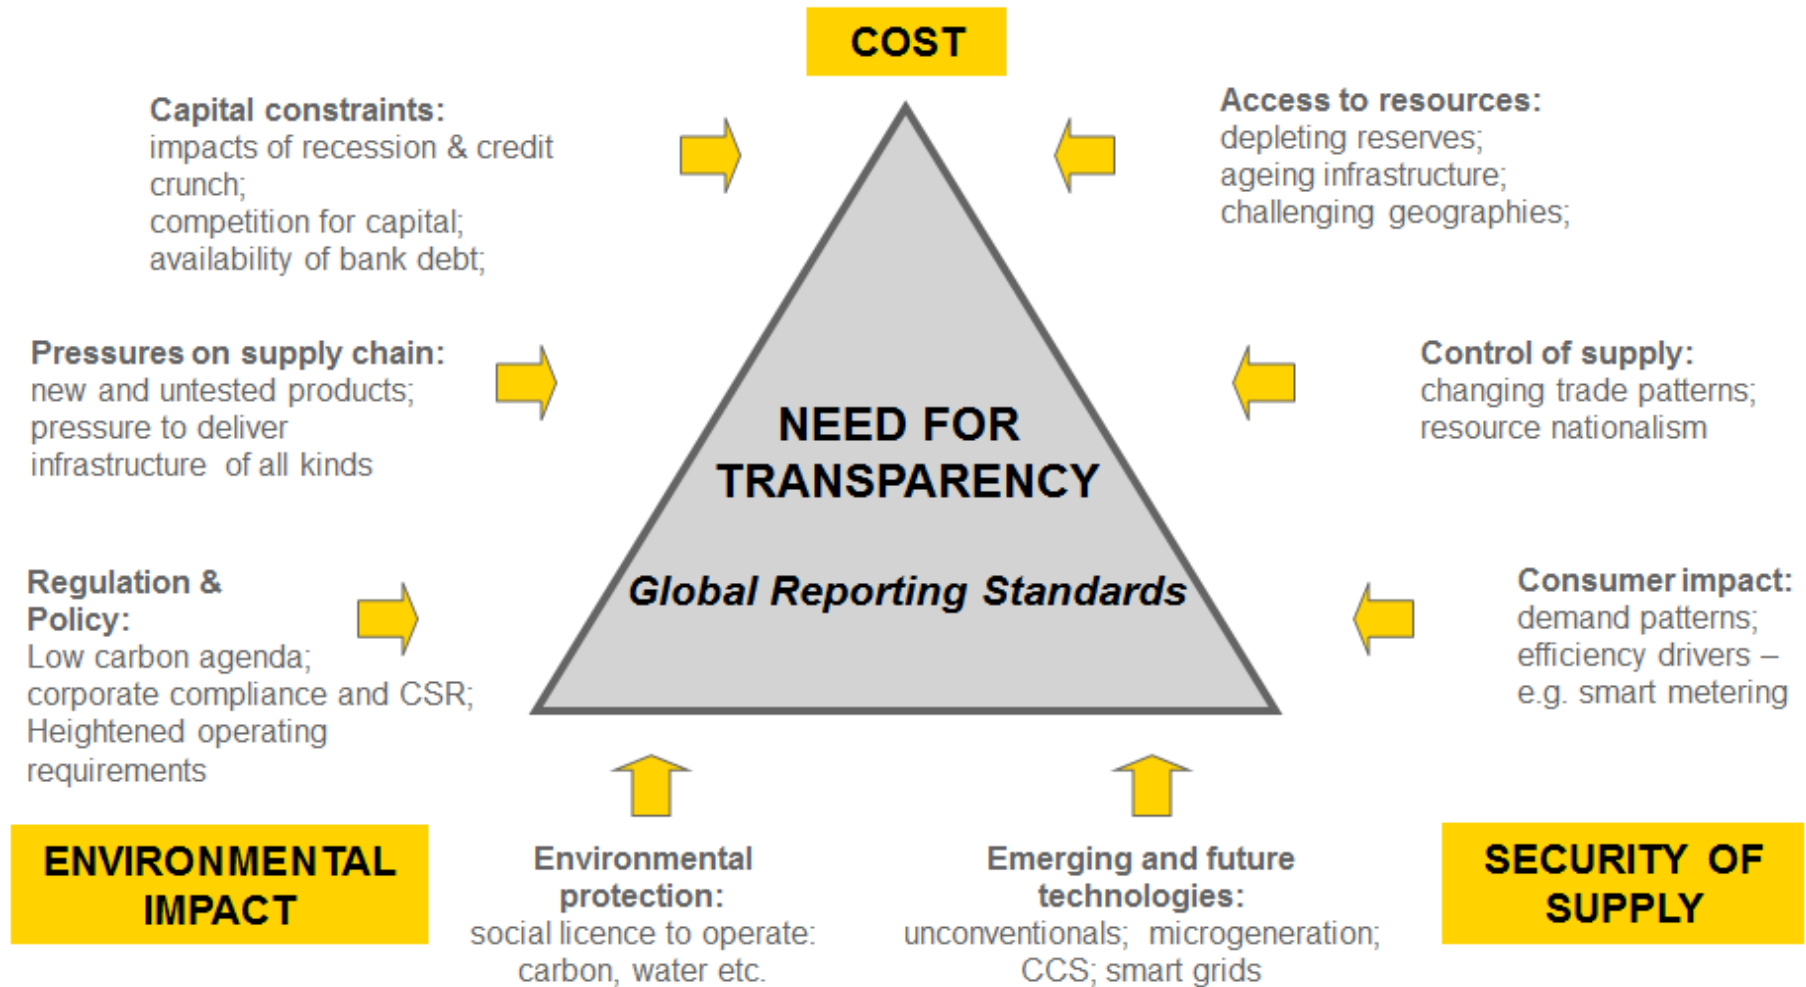 COST
Capital constraints:
impacts of recession & credit
crunch;
competition for capital;
availability of bank debt;
Access to resources:
depleting reserves;
ageing infrastructure;
challenging geographies;
Pressures on supply chain:
new and untested products;
pressure to deliver
infrastructure of all kinds
Control of supply:
changing trade patterns;
resource nationalism
NEED FOR
TRANSPARENCY
Global Reporting Standards
Regulation &
Policy:
Low carbon agenda;
corporate compliance and CSR;
Heightened operating
requirements
Consumer impact:
demand patterns;
efficiency drivers –
e.g. smart metering
ENVIRONMENTAL
IMPACT
Environmental
protection:
social licence to operate:
carbon, water etc.
Emerging and future
technologies:
unconventionals; microgeneration;
CCS; smart grids
SECURITY OF
SUPPLY